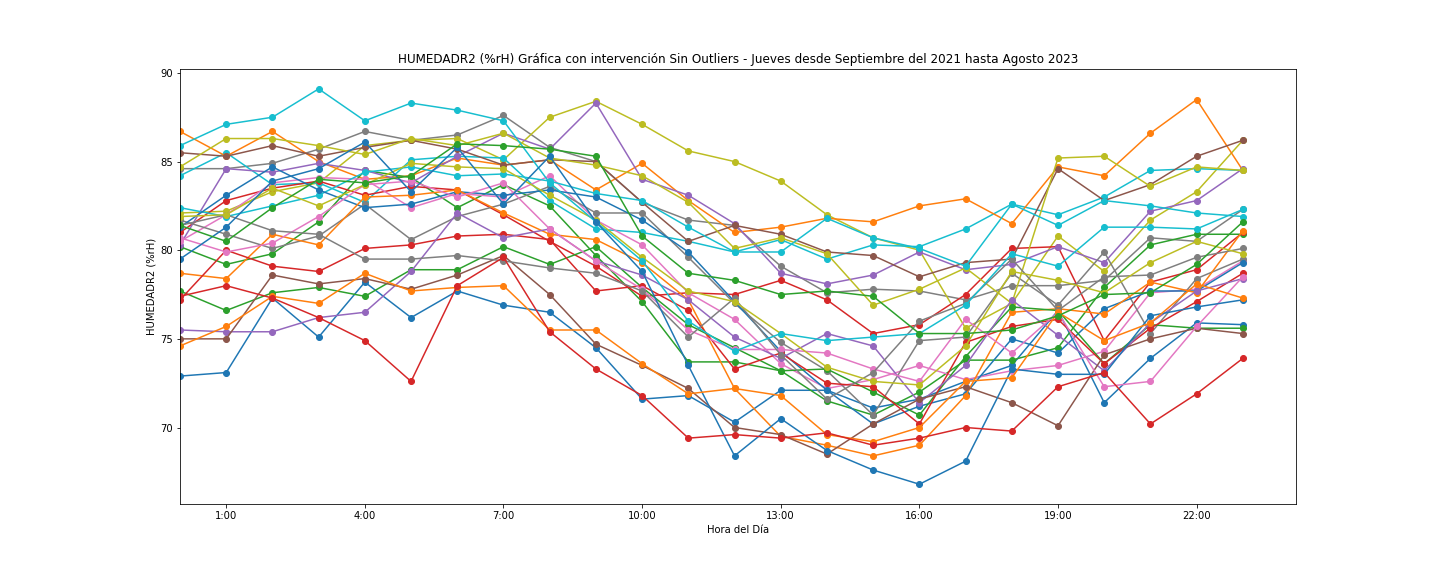 HUMEDADR2 (%rH) Gráfica con intervención Sin Outliers - Jueves desde Septiembre del 2021 hasta Agosto 2023
90
85
80
75
70
HUMEDADR2 (%rH)
1:00 4:00 7:00 10:00 13:00 16:00 19:00 22:00
Hora del Día